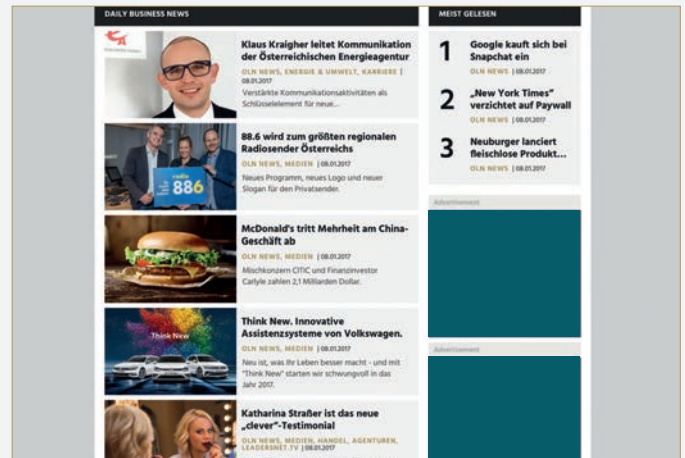 DAILY BUSINESS NEWS
Klaus Kraigher leitet Kommunikation
der Österreichischen Energieagentur
OLN NEWS, ENERGIE & UMWELT, KARRIERE |
08.01.2017
Verstärkte Kommunikationsaktivitäten als
Schlüsselelement für neue...
radio
886
88.6 wird zum größten regionalen
Radiosender Österreichs
OLN NEWS, MEDIEN | 08.01.2017
Neues Programm, neues Logo und neuer
Slogan für den Privatsender.
McDonald's tritt Mehrheit am China-
Geschäft ab
OLN NEWS, MEDIEN | 08.01.2017
Mischkonzern CITIC und Finanzinvestor
Carlyle zahlen 2,1 Milliarden Dollar.
Think New
Think New. Innovative
Assistenzsysteme von Volkswagen.
OLN NEWS, MEDIEN | 08.01.2017
Neu ist, was Ihr Leben besser macht - und mit
"Think New" starten wir schwungvoll in das
Jahr 2017.
Katharina Straßer ist das neue
„clever"-Testimonial
OLN NEWS, MEDIEN, HANDEL, AGENTUREN,
LEADERSNET.TV | 08.01.2017
MEIST GELESEN
1 Google kauft sich bei
Snapchat ein
OLN NEWS | 08.01.2017
2 „New York Times"
verzichtet auf Paywall
OLN NEWS | 08.01.2017
3 Neuburger lanciert
fleischlose Produkt...
OLN NEWS | 08.01.2017
Advertisement
Advertisement